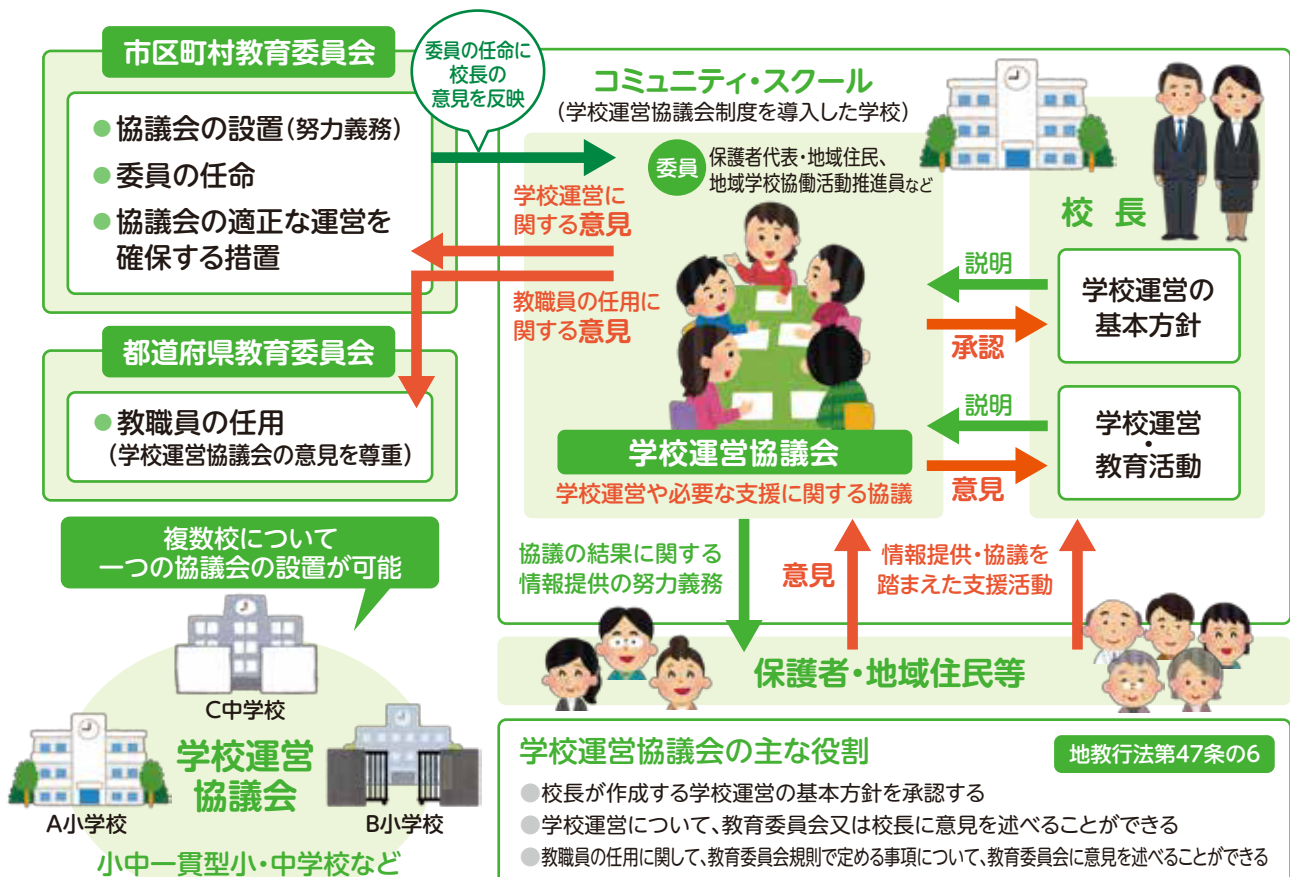 市区町村教育委員会
●協議会の設置(努力義務)
●委員の任命
●協議会の適正な運営を
確保する措置
委員の任命に
校長の
意見を反映
都道府県教育委員会
●教職員の任用
(学校運営協議会の意見を尊重)
学校運営に
関する意見
教職員の任用に
関する意見
コミュニティ・スクール
(学校運営協議会制度を導入した学校)
委員
保護者代表・地域住民、
地域学校協働活動推進員など
学校運営協議会
学校運営や必要な支援に関する協議
校長
説明
承認
学校運営の
基本方針
説明
意見
学校運営
・
教育活動
協議の結果に関する
情報提供の努力義務
意見
情報提供・協議を
踏まえた支援活動
保護者・地域住民等
複数校について
一つの協議会の設置が可能
C中学校
学校運営
協議会
A小学校
B小学校
小中一貫型小・中学校など
学校運営協議会の主な役割
地教行法第47条の6
●校長が作成する学校運営の基本方針を承認する
●学校運営について、教育委員会又は校長に意見を述べることができる
●教職員の任用に関して、教育委員会規則で定める事項について、教育委員会に意見を述べることができる